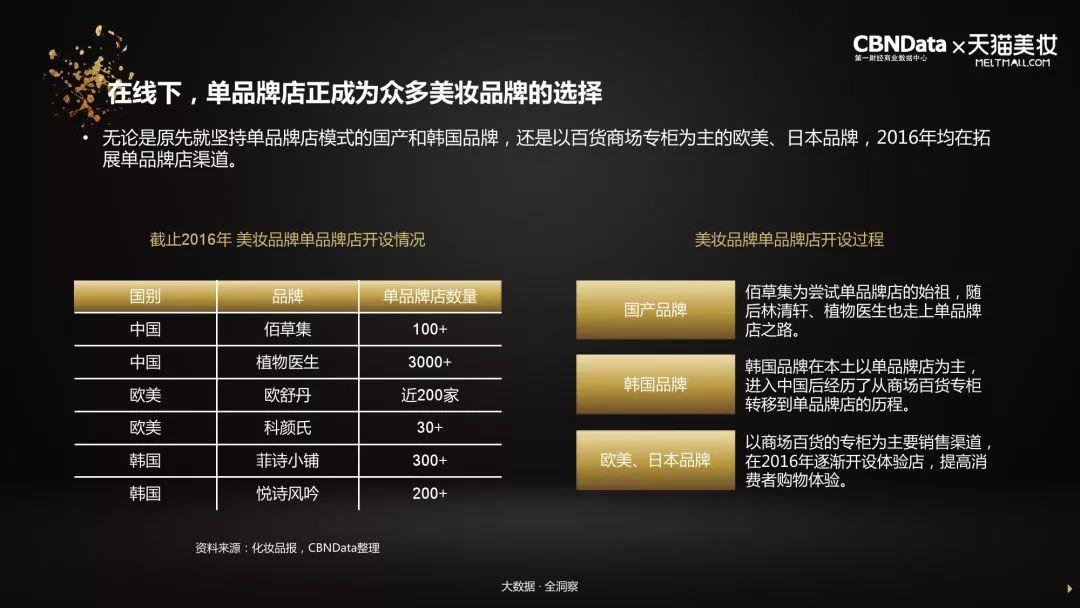 CBNData×天猫美妆
第一财经商业数据中心
MEI.TMALL.COM
在线下，单品牌店正成为众多美妆品牌的选择
• 无论是原先就坚持单品牌店模式的国产和韩国品牌，还是以百货商场专柜为主的欧美、日本品牌，2016年均在拓
展单品牌店渠道。
截止2016年 美妆品牌单品牌店开设情况
国别 品牌 单品牌店数量
中国 佰草集 100+
中国 植物医生 3000+
欧美 欧舒丹 近200家
欧美 科颜氏 30+
韩国 菲诗小铺 300+
韩国 悦诗风吟 200+
资料来源：化妆品报，CBNData整理
美妆品牌单品牌店开设过程
国产品牌
佰草集为尝试单品牌店的始祖，随
后林清轩、植物医生也走上单品牌
店之路。
韩国品牌
韩国品牌在本土以单品牌店为主，
进入中国后经历了从商场百货专柜
转移到单品牌店的历程。
欧美、日本品牌
以商场百货的专柜为主要销售渠道，
在2016年逐渐开设体验店，提高消
费者购物体验。
大数据·全洞察